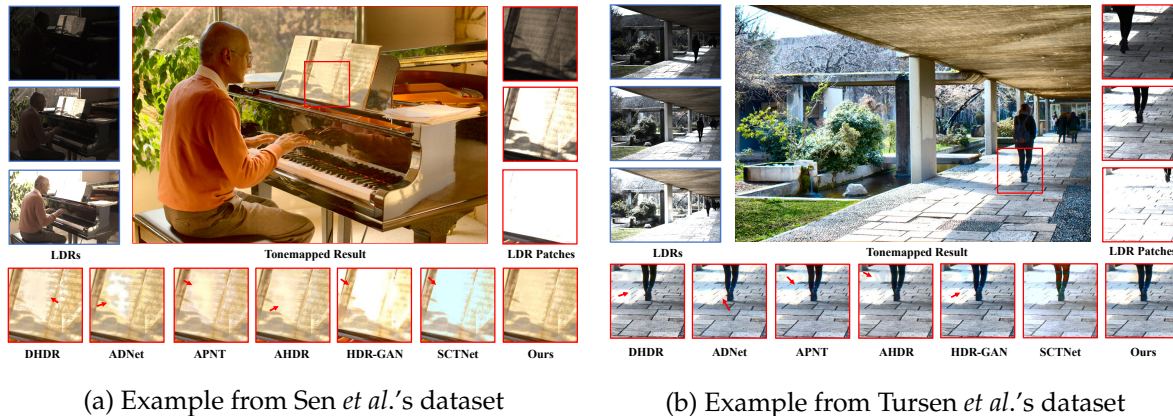 LDRs Tonemapped Result LDR Patches
DHDR ADNet APNT AHDR HDR-GAN SCTNet Ours
(a) Example from Sen et al.'s dataset
LDRs Tonemapped Result LDR Patches
DHDR ADNet APNT AHDR HDR-GAN SCTNet Ours
(b) Example from Tursen et al.'s dataset